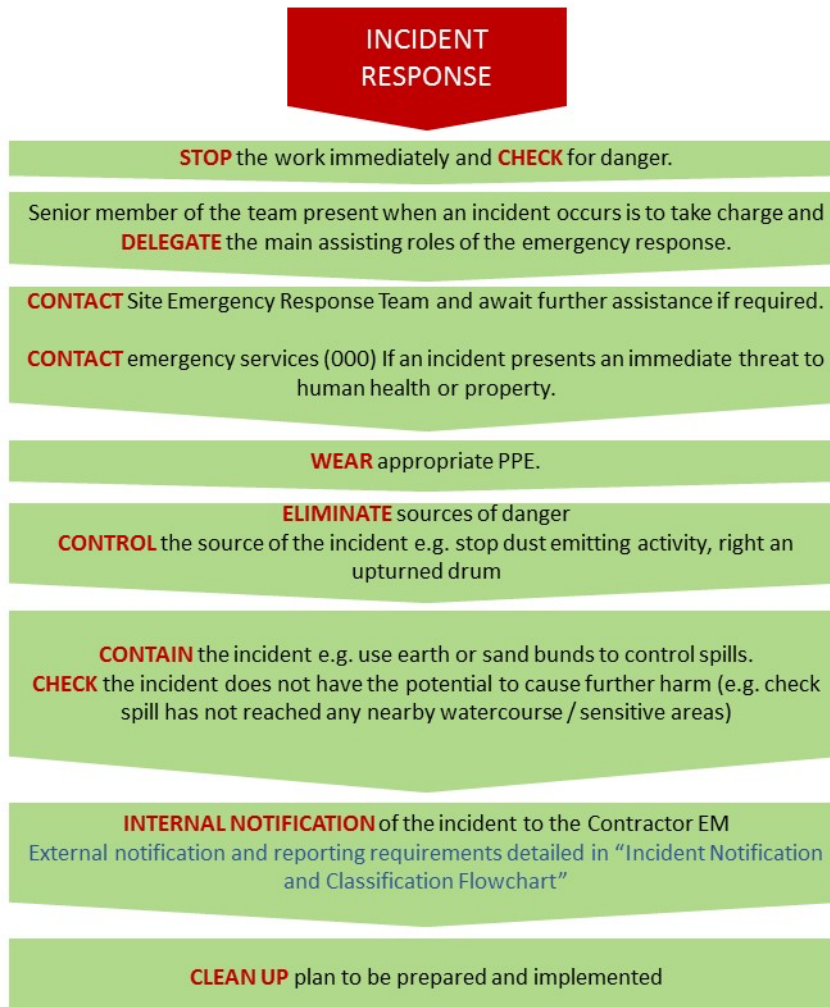 INCIDENT
RESPONSE
STOP the work immediately and CHECK for danger.
Senior member of the team present when an incident occurs is to take charge and
DELEGATE the main assisting roles of the emergency response.
CONTACT Site Emergency Response Team and await further assistance if required.
CONTACT emergency services (000) If an incident presents an immediate threat to
human health or property.
WEAR appropriate PPE.
ELIMINATE sources of danger
CONTROL the source of the incident e.g. stop dust emitting activity, right an
upturned drum
CONTAIN the incident e.g. use earth or sand bunds to control spills.
CHECK the incident does not have the potential to cause further harm (e.g. check
spill has not reached any nearby watercourse / sensitive areas)
INTERNAL NOTIFICATION of the incident to the Contractor EM
External notification and reporting requirements detailed in “Incident Notification
and Classification Flowchart”
CLEAN UP plan to be prepared and implemented